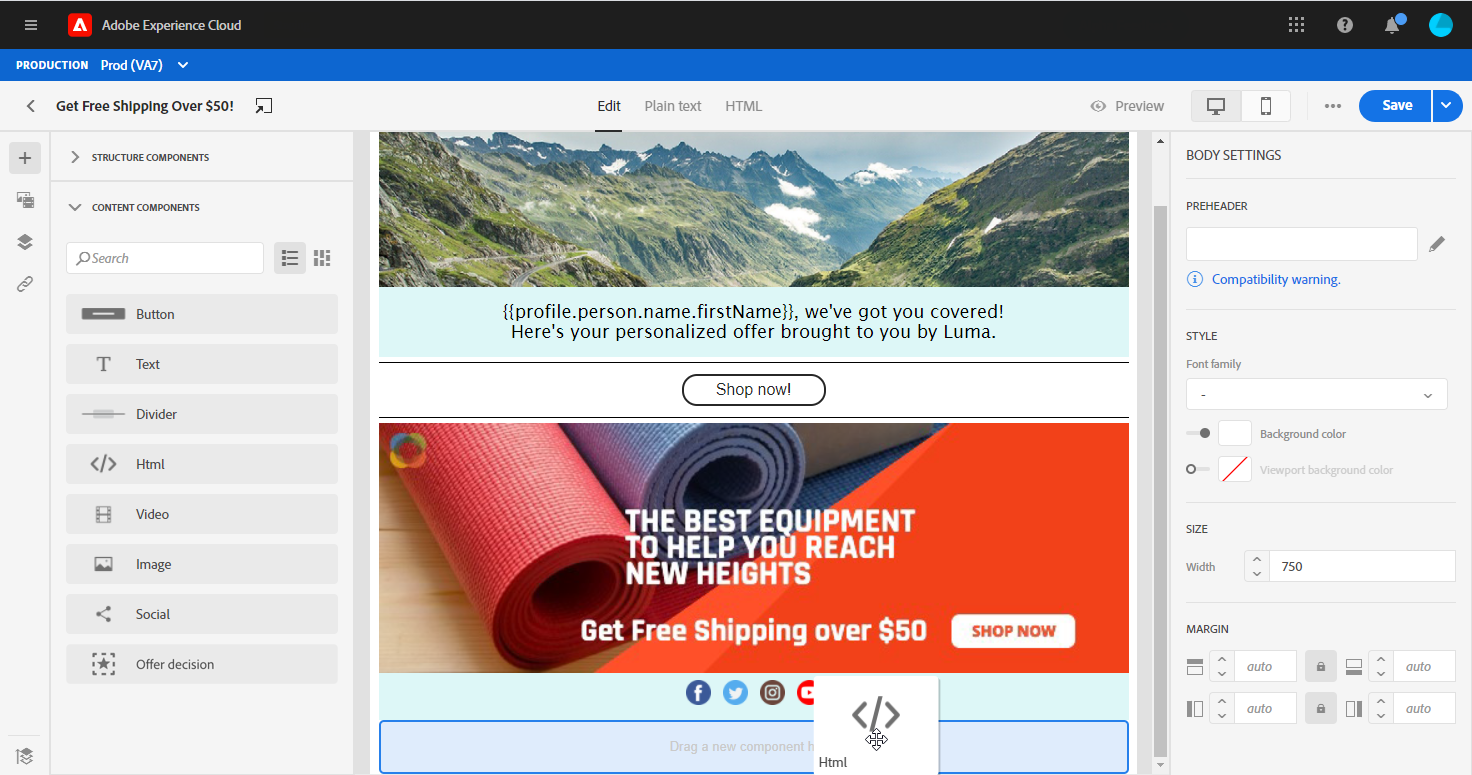 Adobe Experience Cloud
PRODUCTION Prod (VA7)
Get Free Shipping Over $50!
Edit Plain text HTML
Preview
Save
STRUCTURE COMPONENTS
CONTENT COMPONENTS
Search
Button
Text
Divider
Html
Video
Image
Social
Offer decision
{{profile.person.name.firstName}}, we've got you covered!
Here's your personalized offer brought to you by Luma.
Shop now!
THE BEST EQUIPMENT
TO HELP YOU REACH
NEW HEIGHTS
Get Free Shipping over $50 SHOP NOW
Drag a new component
Html
BODY SETTINGS
PREHEADER
Compatibility warning.
STYLE
Font family
-
Background color
Viewport background color
SIZE
Width 750
MARGIN
auto auto
auto auto